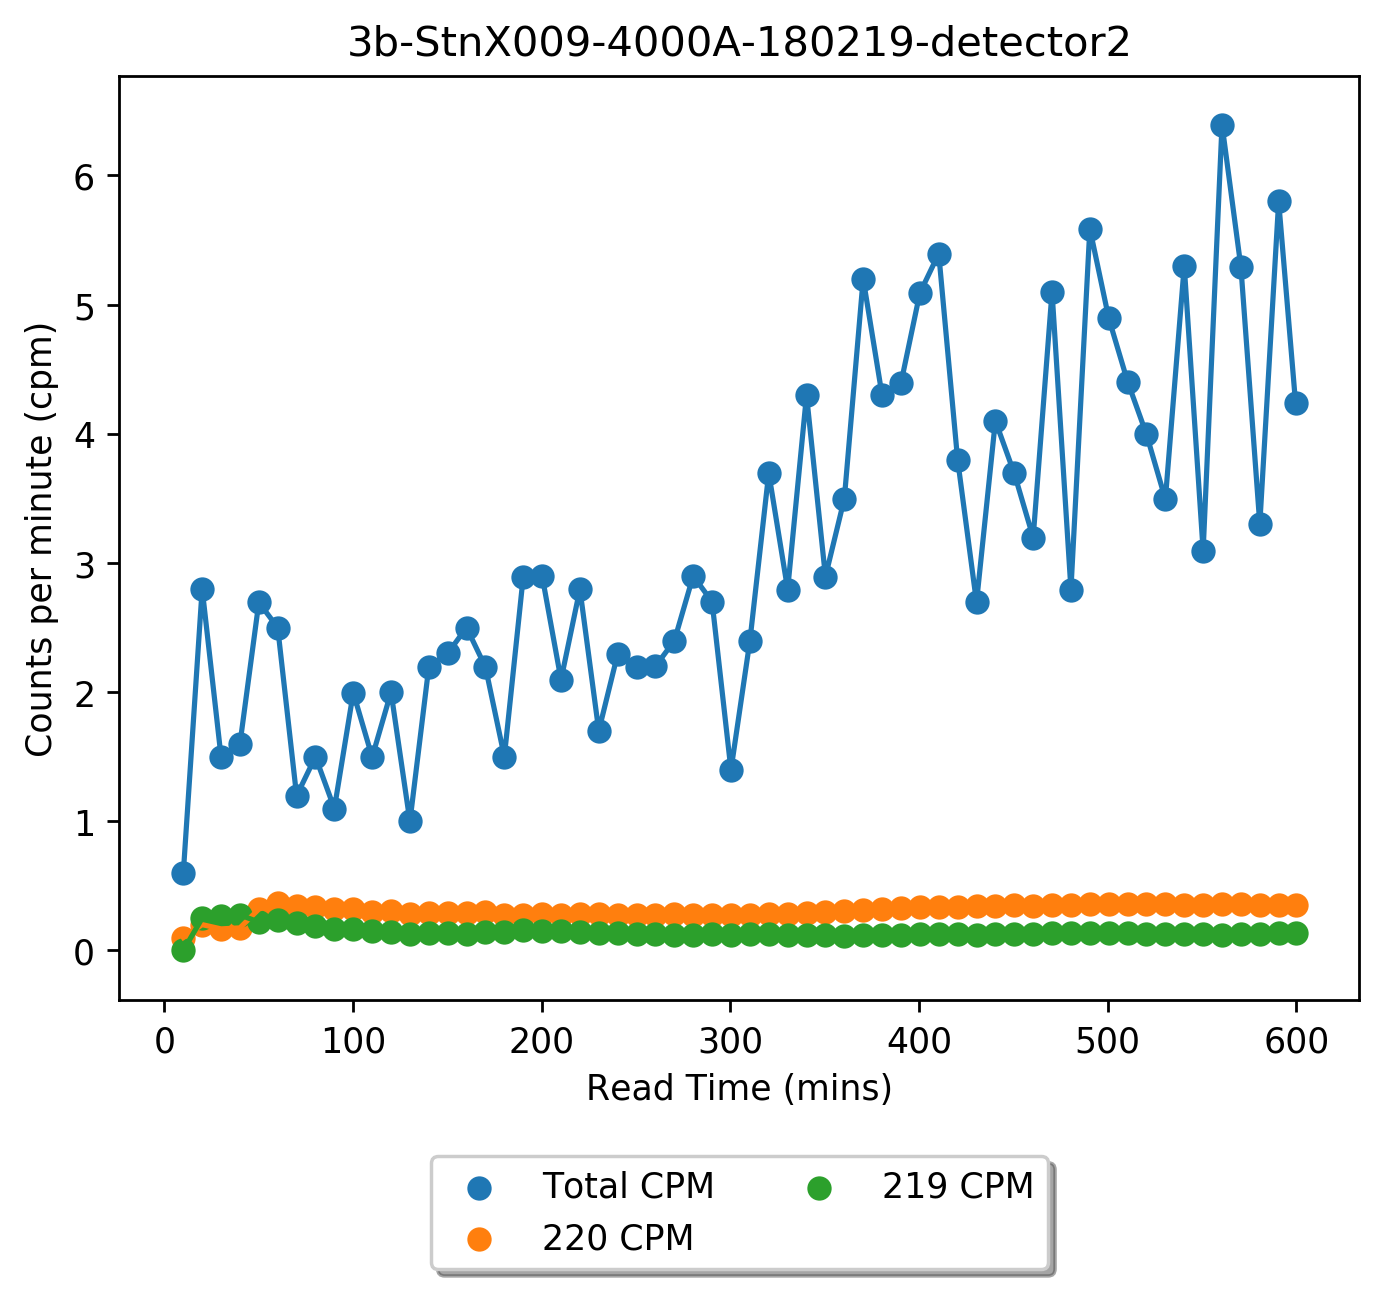 3b-StnX009-4000A-180219-detector2
Counts per minute (cpm)
6
5
4
3
2
1
0
0 100 200 300 400 500 600
Read Time (mins)
Total CPM 219 CPM
220 CPM